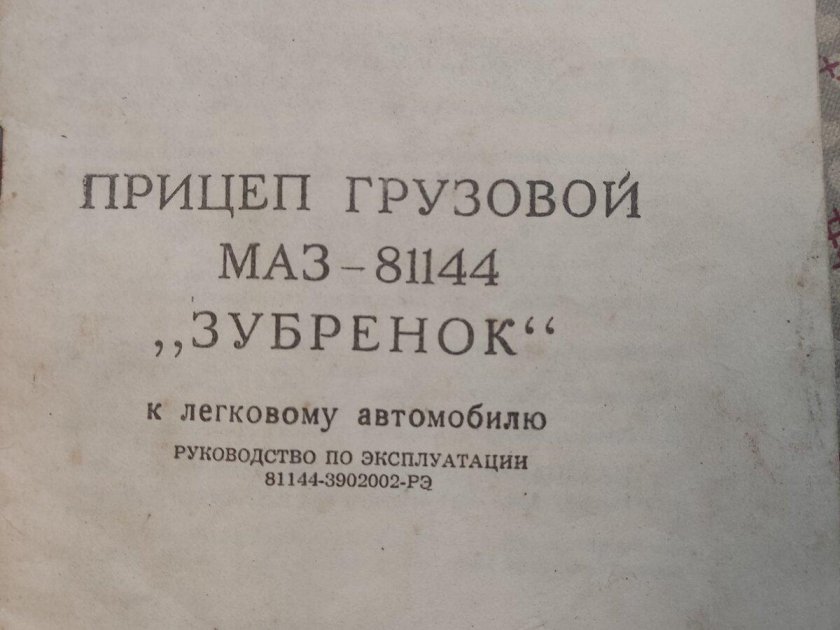 ПРИЦЕП ГРУЗОВОЙ
МАЗ – 81144
„ЗУБРЕНОК“
к легковому автомобилю
РУКОВОДСТВО ПО ЭКСПЛУАТАЦИИ
81144-3902002-РЭ